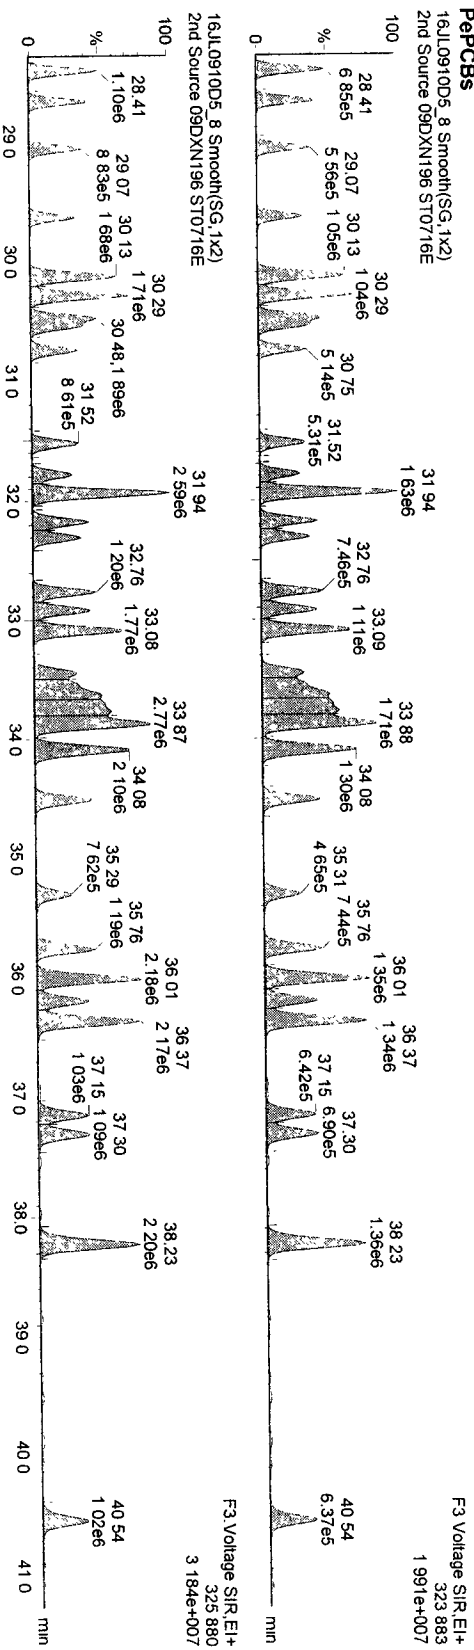 PePCBs
16JL0910D5_8 Smooth(SG,1x2)
2nd Source 09DXN196 ST0716E
F3.Voltage SIR,EI+
323 883
1 991e+007
100
%
0
28 41
6 85e5
29.07
5 56e5
30 13
1 05e6
30 29
1 04e6
30 75
5 14e5
31.52
5.31e5
31 94
1 63e6
32 76
7.46e5
33.09
1 11e6
33 88
1 71e6
34 08
1 30e6
35 31
4 65e5
35 76
7 44e5
36 01
1 35e6
36 37
1 34e6
37 15
6.42e5
37.30
6.90e5
38 23
1.36e6
40 54
6.37e5
min
16JL0910D5_8 Smooth(SG,1x2)
2nd Source 09DXN196 ST0716E
F3.Voltage SIR,EI+
325 880
3 184e+007
100
%
0
28.41
1.10e6
29 07
8 83e5
30 13
1 68e6
30 29
1 71e6
30 48,1 89e6
31 52
8 61e5
31 94
2 59e6
32.76
1 20e6
33.08
1.77e6
33 87
2.77e6
34 08
2 10e6
35 29
7 62e5
35 76
1 19e6
36 01
2.18e6
36 37
2 17e6
37 15
1 03e6
37 30
1 09e6
38.23
2 20e6
40 54
1 02e6
min
29 0
30 0
31 0
32 0
33 0
34 0
35 0
36 0
37 0
38 0
39 0
40 0
41 0